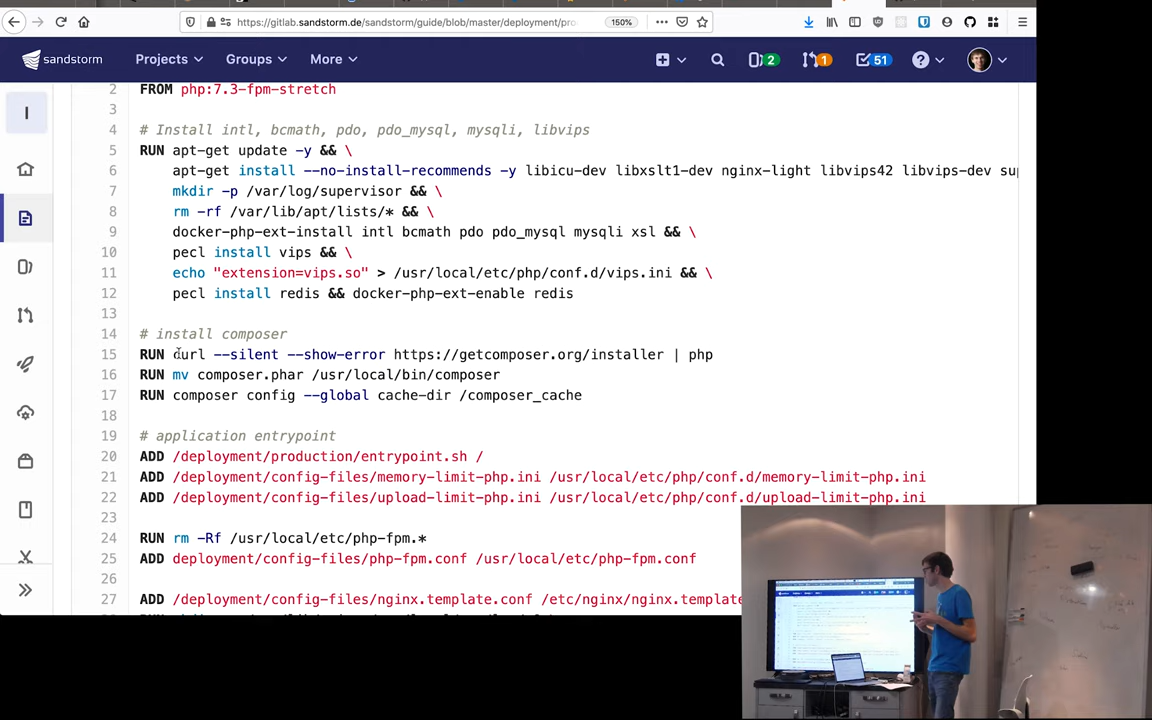 https://gitlab.sandstorm.de/sandstorm/guide/blob/master/deployment/pro
150%
sandstorm
Projects
Groups
More
2
1
51
I
2 FROM php:7.3-fpm-stretch
3
4 # Install intl, bcmath, pdo, pdo_mysql, mysqli, libvips
5 RUN apt-get update -y && \
6 apt-get install --no-install-recommends -y libicu-dev libxslt1-dev nginx-light libvips42 libvips-dev su
7 mkdir -p /var/log/supervisor && \
8 rm -rf /var/lib/apt/lists/* && \
9 docker-php-ext-install intl bcmath pdo pdo_mysql mysqli xsl && \
10 pecl install vips && \
11 echo "extension=vips.so" > /usr/local/etc/php/conf.d/vips.ini && \
12 pecl install redis && docker-php-ext-enable redis
13
14 # install composer
15 RUN curl --silent --show-error https://getcomposer.org/installer | php
16 RUN mv composer.phar /usr/local/bin/composer
17 RUN composer config --global cache-dir /composer_cache
18
19 # application entrypoint
20 ADD /deployment/production/entrypoint.sh /
21 ADD /deployment/config-files/memory-limit-php.ini /usr/local/etc/php/conf.d/memory-limit-php.ini
22 ADD /deployment/config-files/upload-limit-php.ini /usr/local/etc/php/conf.d/upload-limit-php.ini
23
24 RUN rm -Rf /usr/local/etc/php-fpm.*
25 ADD deployment/config-files/php-fpm.conf /usr/local/etc/php-fpm.conf
26
27 ADD /deployment/config-files/nginx.template.conf /etc/nginx/nginx.template